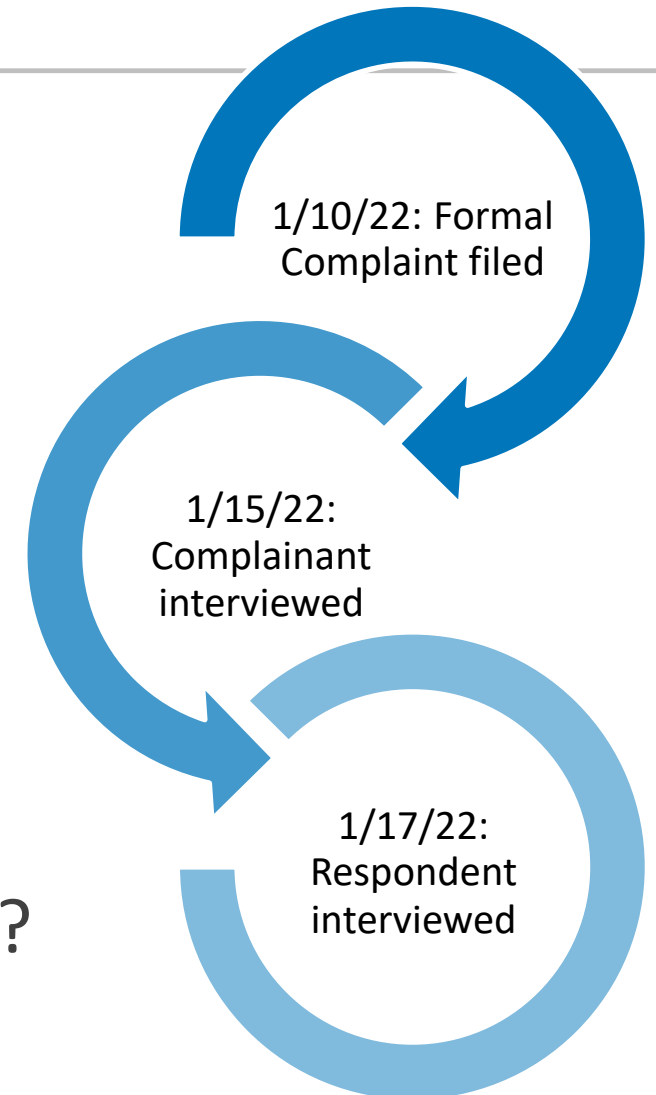 1/10/22: Formal
Complaint filed
1/15/22:
Complainant
interviewed
?
1/17/22:
Respondent
interviewed